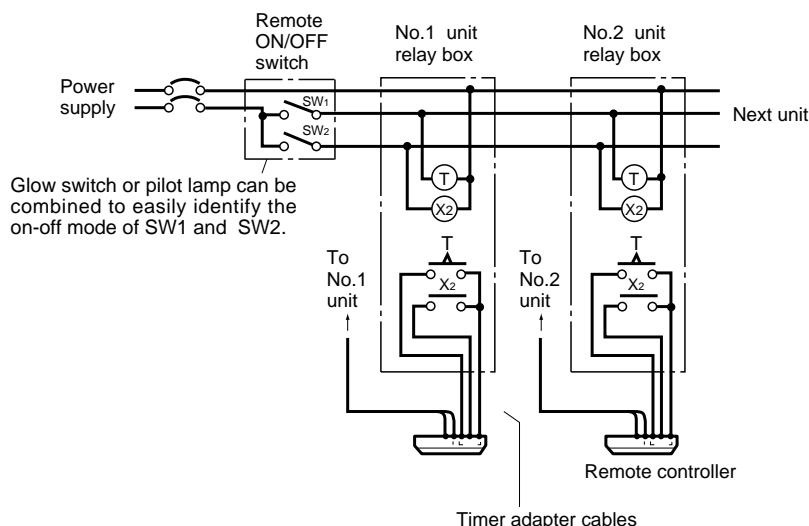 Remote
ON/OFF
switch
No.1 unit
relay box
No.2 unit
relay box
Power
supply
SW1
SW2
Next unit
Glow switch or pilot lamp can be
combined to easily identify the
on-off mode of SW1 and SW2.
T
X2
T
X2
To
No.1
unit
T
X2
To
No.2
unit
T
X2
Remote controller
Timer adapter cables